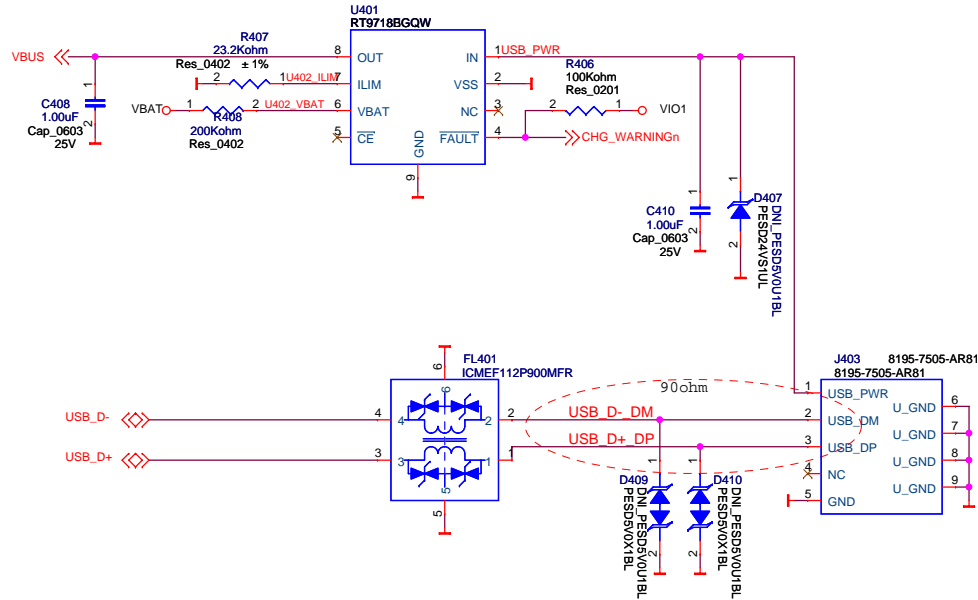 U401
RT9718BGQW
VBUS
C408
1.00uF
Cap_0603
25V
1
2
R407
23.2Kohm
Res_0402 ± 1%
2
1
U402_ILIM
VBAT
1
2
U402_VBAT
R408
200Kohm
Res_0402
8
7
6
5
OUT
ILIM
VBAT
CE
GND
9
IN
VSS
NC
FAULT
1
2
3
4
USB_PWR
R406
100Kohm
Res_0201
2
1
VIO1
CHG_WARNINGn
C410
1.00uF
Cap_0603
25V
1
2
D407
1
2
DNI_PESD5V0U1BL
PESD24VS1UL
FL401
ICMEF112P900MFR
6
6
USB_D-
4
4
2
2
USB_D+
3
3
1
1
5
5
90ohm
USB_D-_DM
USB_D+_DP
D409
1
2
DNI_PESD5V0U1BL
PESD5V0X1BL
D410
1
2
DNI_PESD5V0U1BL
PESD5V0X1BL
J403 8195-7505-AR81
8195-7505-AR81
1
2
3
4
5
USB_PWR
USB_DM
USB_DP
NC
GND
U_GND
U_GND
U_GND
U_GND
6
7
8
9